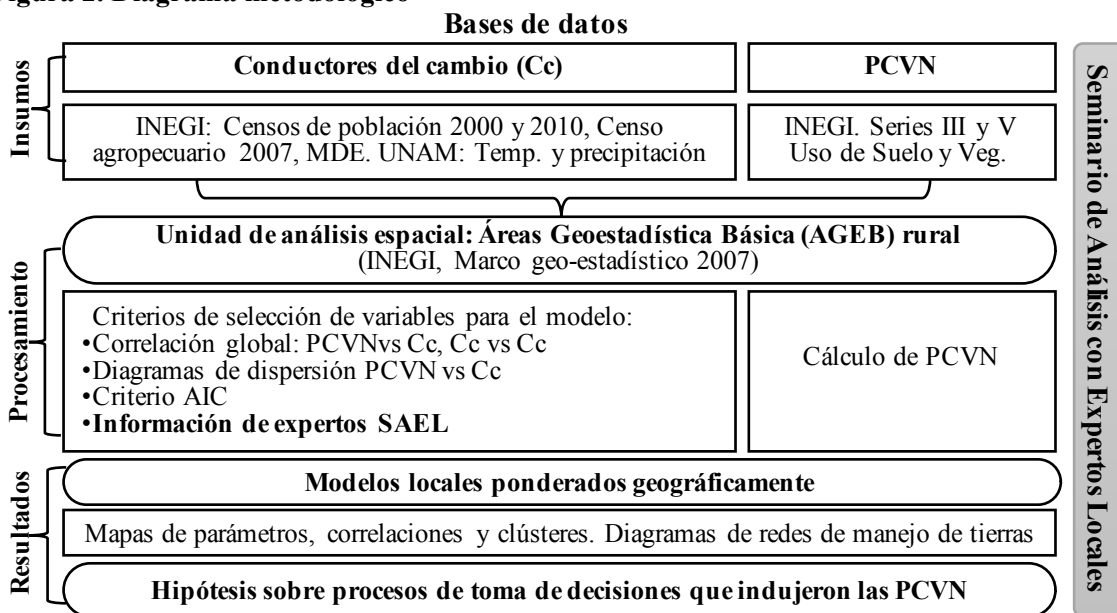 Bases de datos
Insumos
Conductores del cambio (Cc)
PCVN
INEGI: Censos de población 2000 y 2010, Censo
agropecuario 2007, MDE. UNAM: Temp. y precipitación
INEGI. Series III y V
Uso de Suelo y Veg.
Procesamiento
Unidad de análisis espacial: Áreas Geoestadística Básica (AGEB) rural
(INEGI, Marco geo-estadístico 2007)
Criterios de selección de variables para el modelo:
•Correlación global: PCVNvs Cc, Cc vs Cc
•Diagramas de dispersión PCVN vs Cc
•Criterio AIC
•Información de expertos SAEL
Cálculo de PCVN
Resultados
Modelos locales ponderados geográficamente
Mapas de parámetros, correlaciones y clústeres. Diagramas de redes de manejo de tierras
Hipótesis sobre procesos de toma de decisiones que indujeron las PCVN
Seminario de Análisis con Expertos Locales